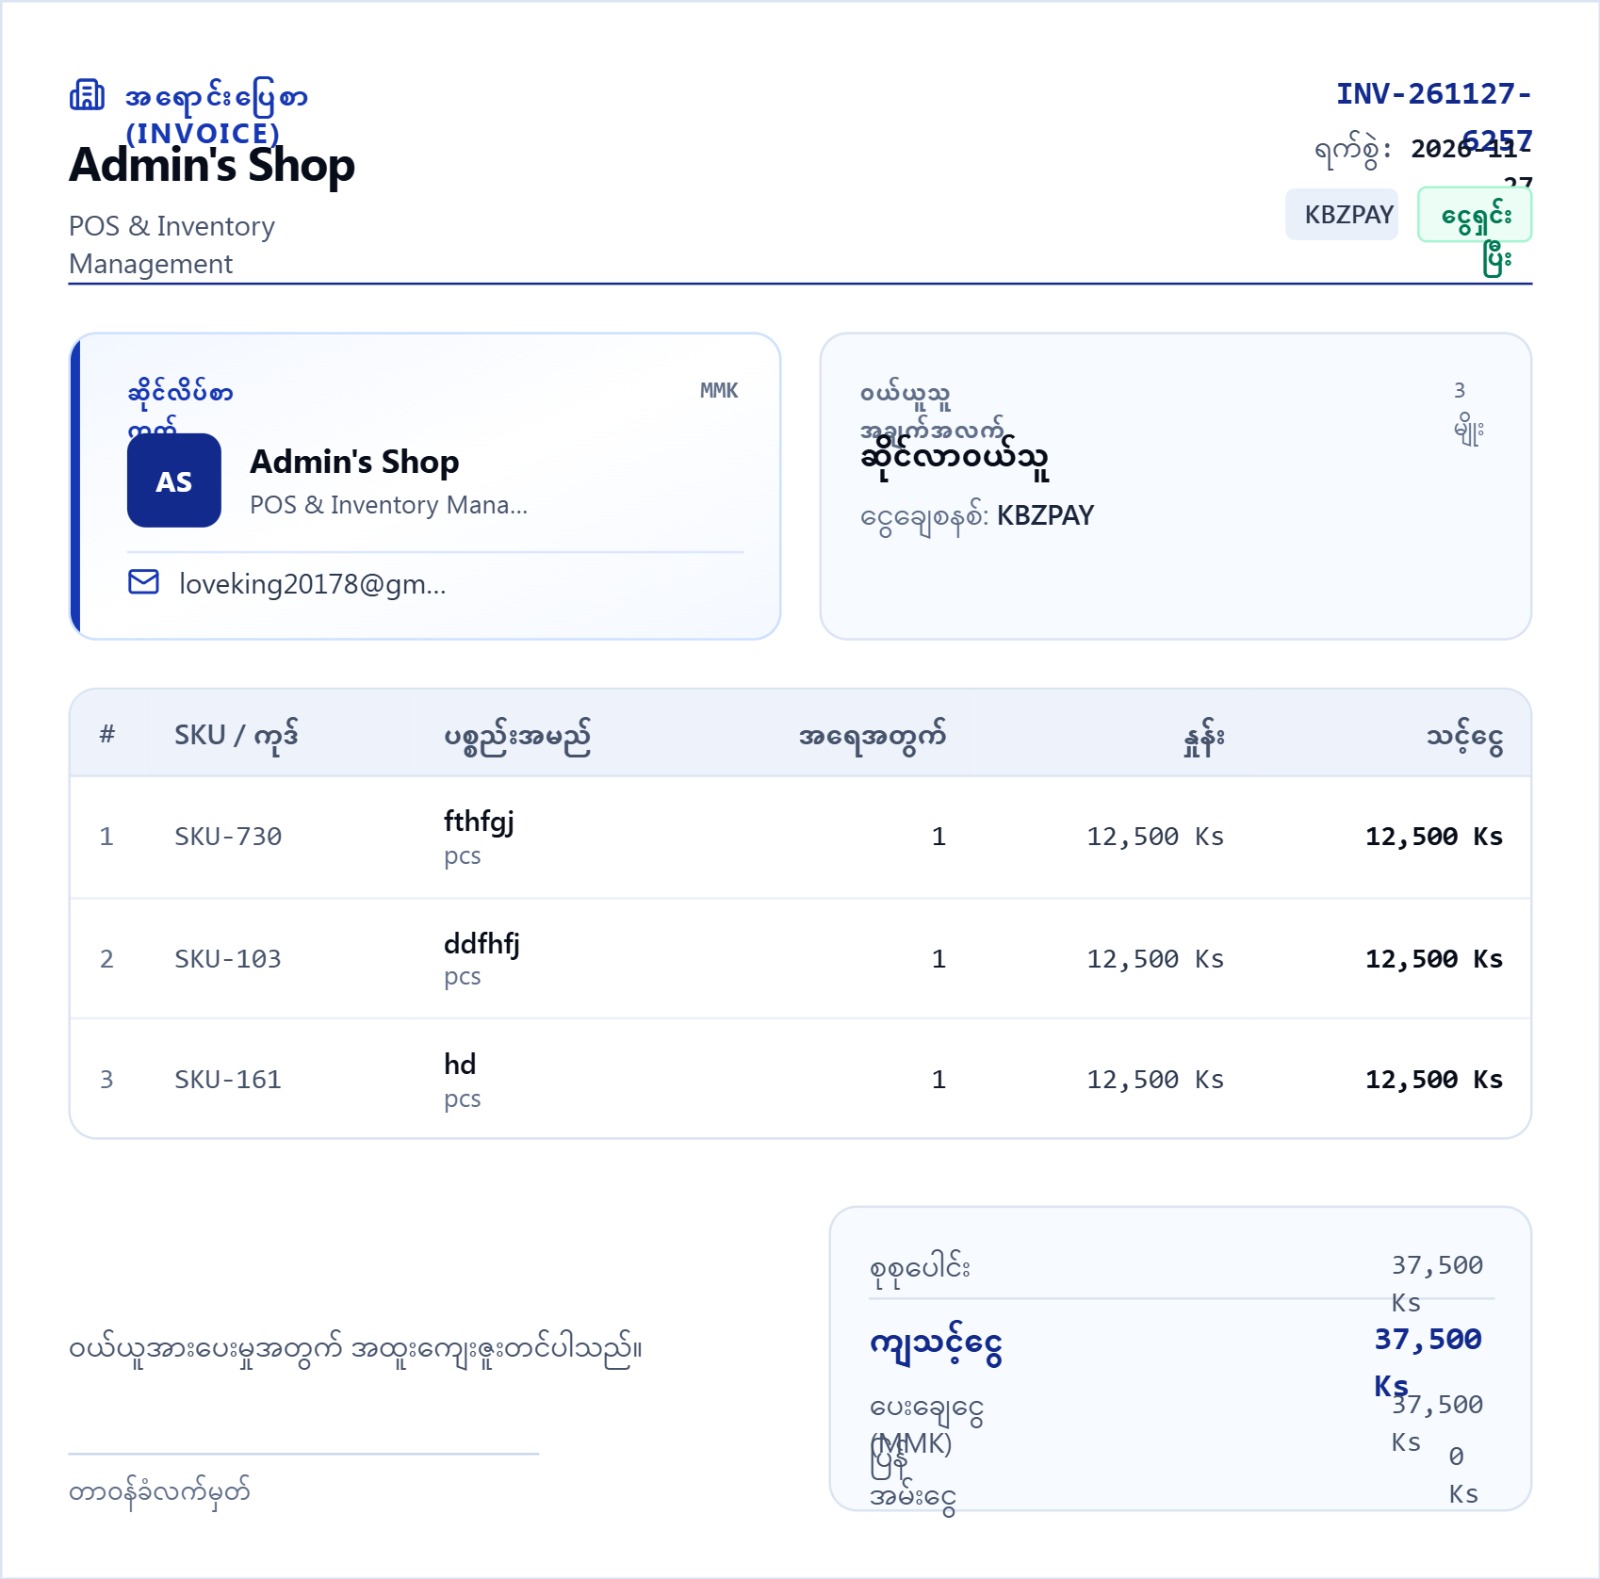 အရောင်းပြေစာ
(INVOICE)
Admin's Shop
POS & Inventory
Management
INV-261127-
6257
ရက်စွဲ: 2026-11-
27
KBZPAY
ငွေရှင်း
ပြီး
ဆိုင်လိပ်စာ
ကတ်
MMK
AS
Admin's Shop
POS & Inventory Mana...
loveking20178@gm...
ဝယ်ယူသူ
အချက်အလက်
3
မျိုး
ဆိုင်လာဝယ်သူ
ငွေချေစနစ်: KBZPAY
# SKU / ကုဒ် ပစ္စည်းအမည် အရေအတွက် နှုန်း သင့်ငွေ
1 SKU-730 fthfgj 1 12,500 Ks 12,500 Ks
pcs
2 SKU-103 ddfhfj 1 12,500 Ks 12,500 Ks
pcs
3 SKU-161 hd 1 12,500 Ks 12,500 Ks
pcs
စုစုပေါင်း 37,500
Ks
ကျသင့်ငွေ 37,500
Ks
ပေးချေငွေ 37,500
(MMK) Ks
ပြန် 0
အမ်းငွေ Ks
ဝယ်ယူအားပေးမှုအတွက် အထူးကျေးဇူးတင်ပါသည်။
တာဝန်ခံလက်မှတ်